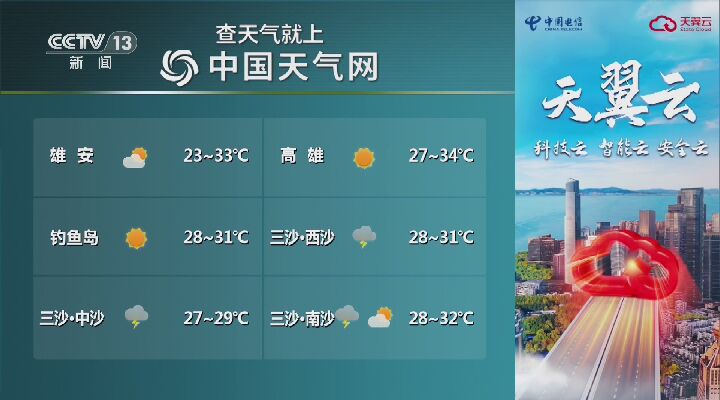 CCTV 13
新闻
查天气就上
中国天气网
雄安 23~33℃
高雄 27~34℃
钓鱼岛 28~31℃
三沙·西沙 28~31℃
三沙·中沙 27~29℃
三沙·南沙 28~32℃
中国电信
CHINA TELECOM
天翼云
State Cloud
天翼云
科技云 智能云 安全云